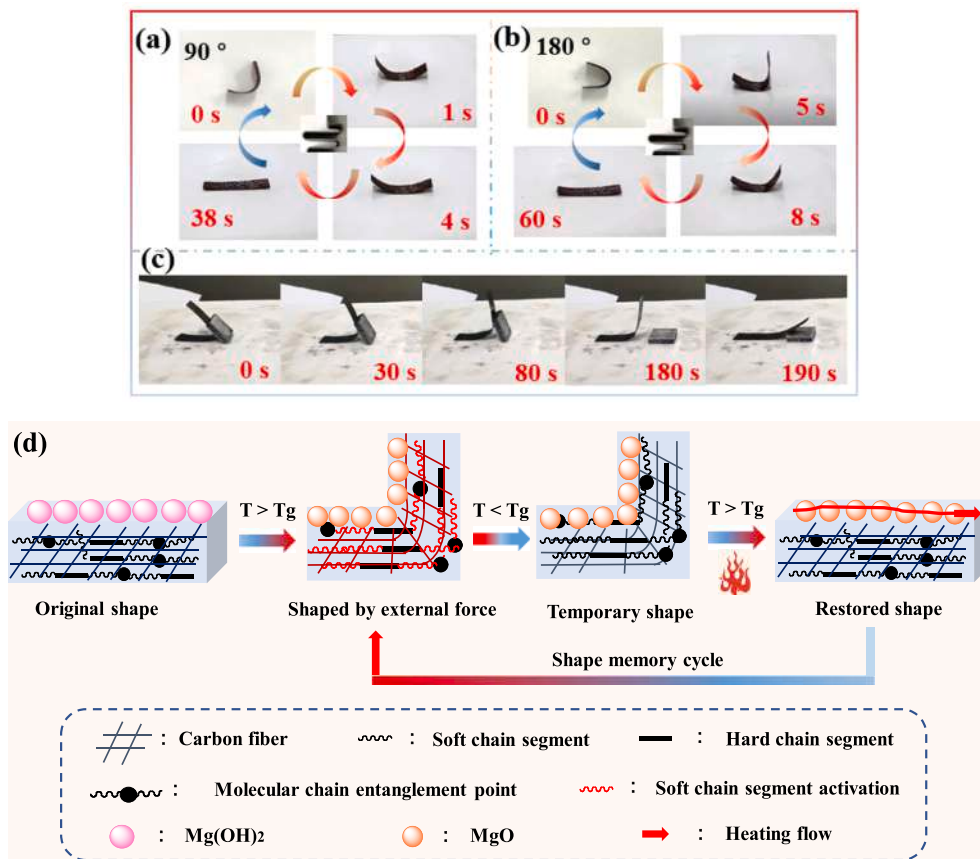 (a)
90 °
0 s
1 s
38 s
4 s
(b)
180 °
0 s
5 s
60 s
8 s
(c)
0 s
30 s
80 s
180 s
190 s
(d)
T > Tg
T < Tg
T > Tg
Original shape
Shaped by external force
Temporary shape
Restored shape
Shape memory cycle
: Carbon fiber
: Soft chain segment
: Hard chain segment
: Molecular chain entanglement point
: Soft chain segment activation
: Mg(OH)₂
: MgO
: Heating flow